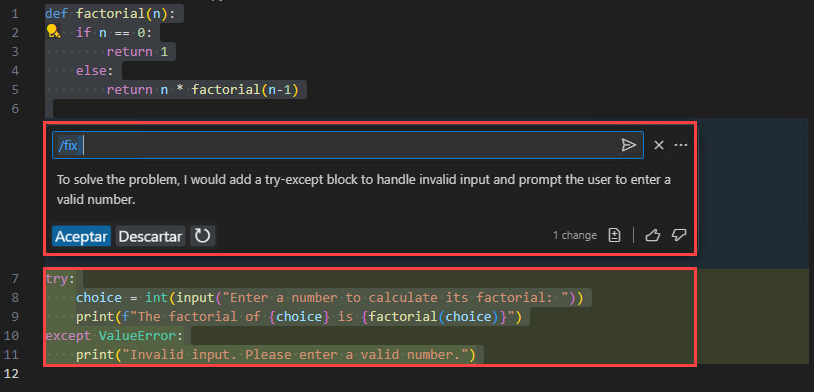 1 def factorial(n):
2 if n == 0:
3 return 1
4 else:
5 return n * factorial(n-1)
6
/fix
To solve the problem, I would add a try-except block to handle invalid input and prompt the user to enter a
valid number.
Aceptar Descartar 1 change
7 try:
8 choice = int(input("Enter a number to calculate its factorial: "))
9 print(f"The factorial of {choice} is {factorial(choice)}")
10 except ValueError:
11 print("Invalid input. Please enter a valid number.")
12